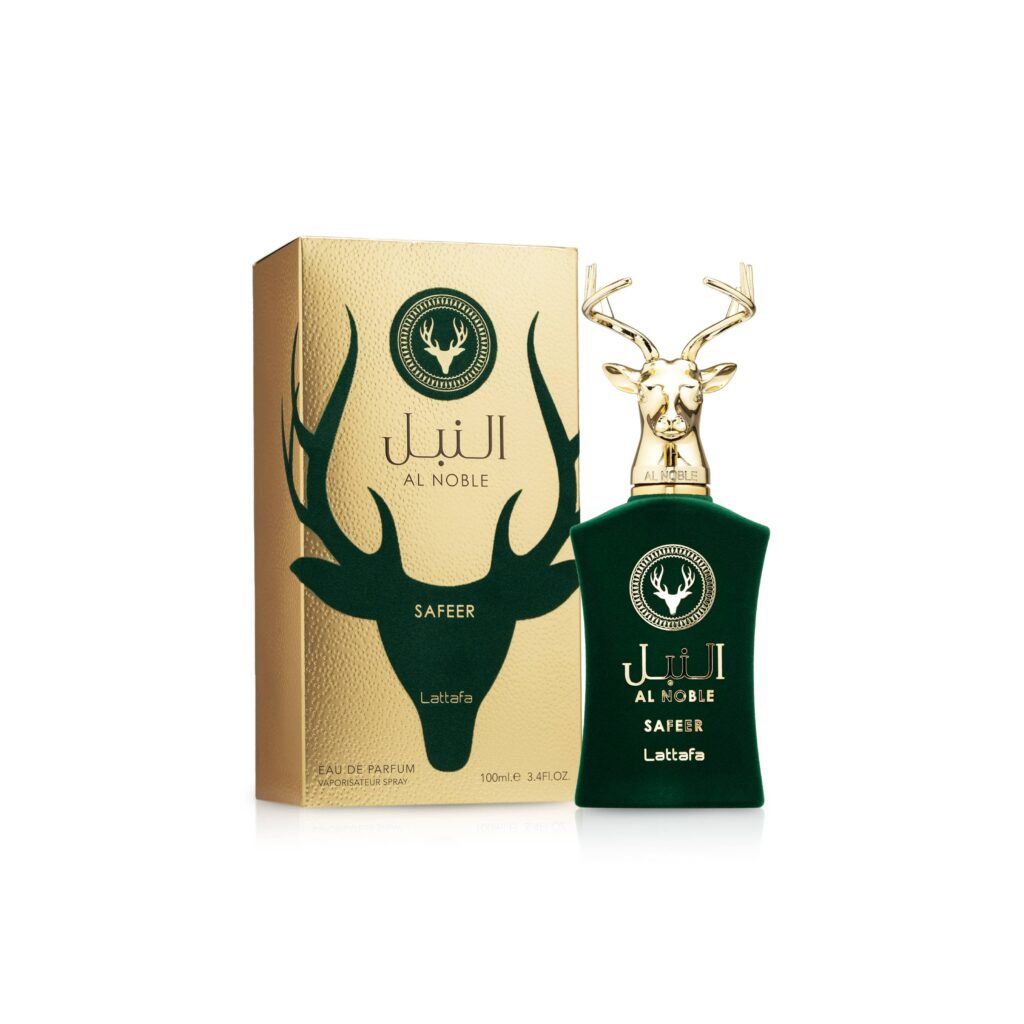 النبل
AL NOBLE
SAFEER
Lattafa
EAU DE PARFUM
VAPORISATEUR SPRAY
100ml.℮ 3.4Fl.OZ.
AL NOBLE
النبل
AL NOBLE
SAFEER
Lattafa